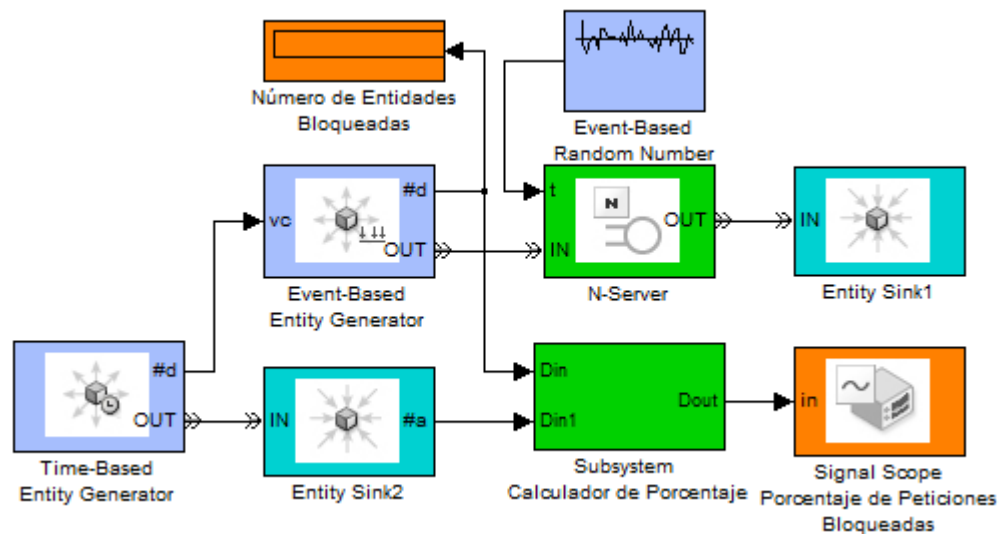 Número de Entidades
Bloqueadas
Event-Based
Random Number
#d
vc
OUT
Event-Based
Entity Generator
t
N
OUT
IN
N-Server
IN
Entity Sink1
#d
OUT
Time-Based
Entity Generator
IN
#a
Entity Sink2
Din
Dout
Din1
Subsystem
Calculador de Porcentaje
in
Signal Scope
Porcentaje de Peticiones
Bloqueadas